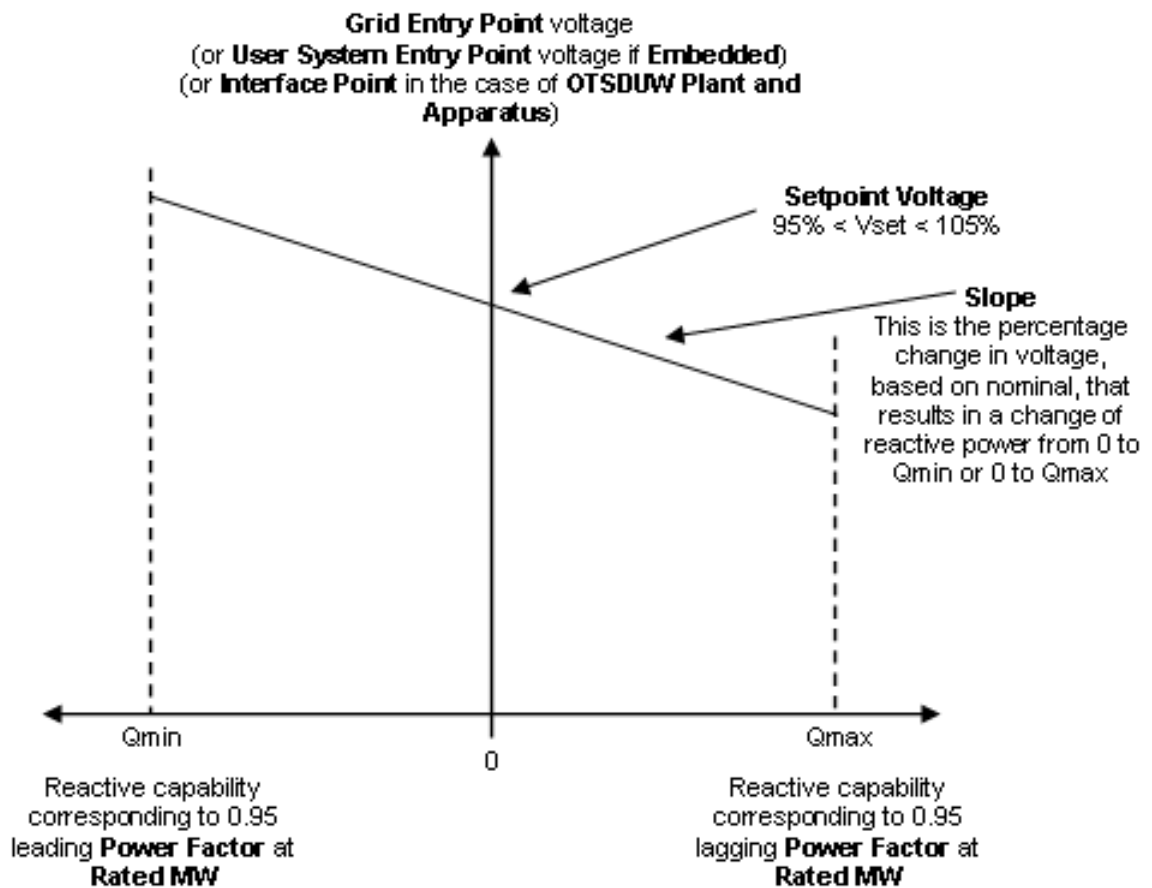 Grid Entry Point voltage
(or User System Entry Point voltage if Embedded)
(or Interface Point in the case of OTSDUW Plant and
Apparatus)
Setpoint Voltage
95% < Vset < 105%
Slope
This is the percentage
change in voltage,
based on nominal, that
results in a change of
reactive power from 0 to
Qmin or 0 to Qmax
Qmin
0
Qmax
Reactive capability
corresponding to 0.95
leading Power Factor at
Rated MW
Reactive capability
corresponding to 0.95
lagging Power Factor at
Rated MW